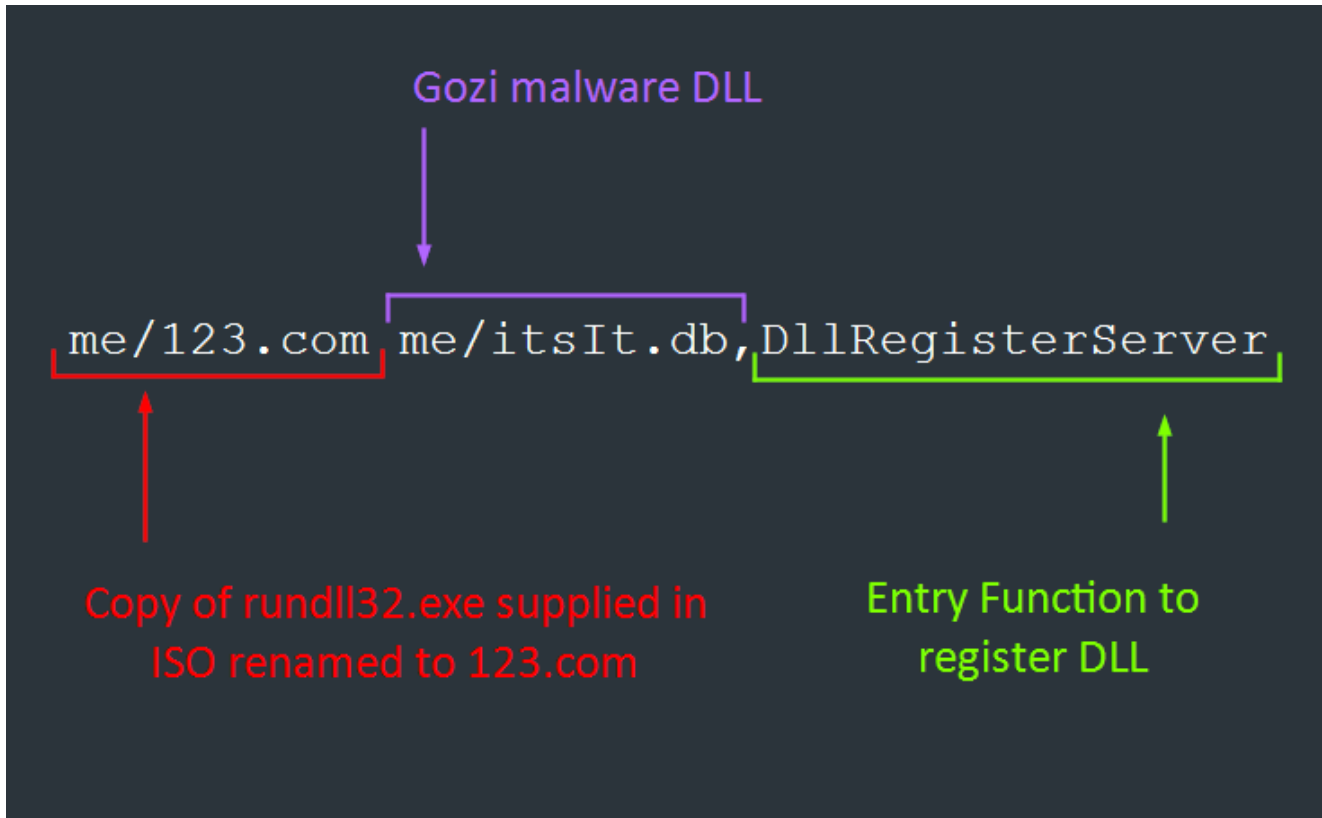 Gozi malware DLL
me/123.com me/itsIt.db,DllRegisterServer
Copy of rundll32.exe supplied in
ISO renamed to 123.com
Entry Function to
register DLL